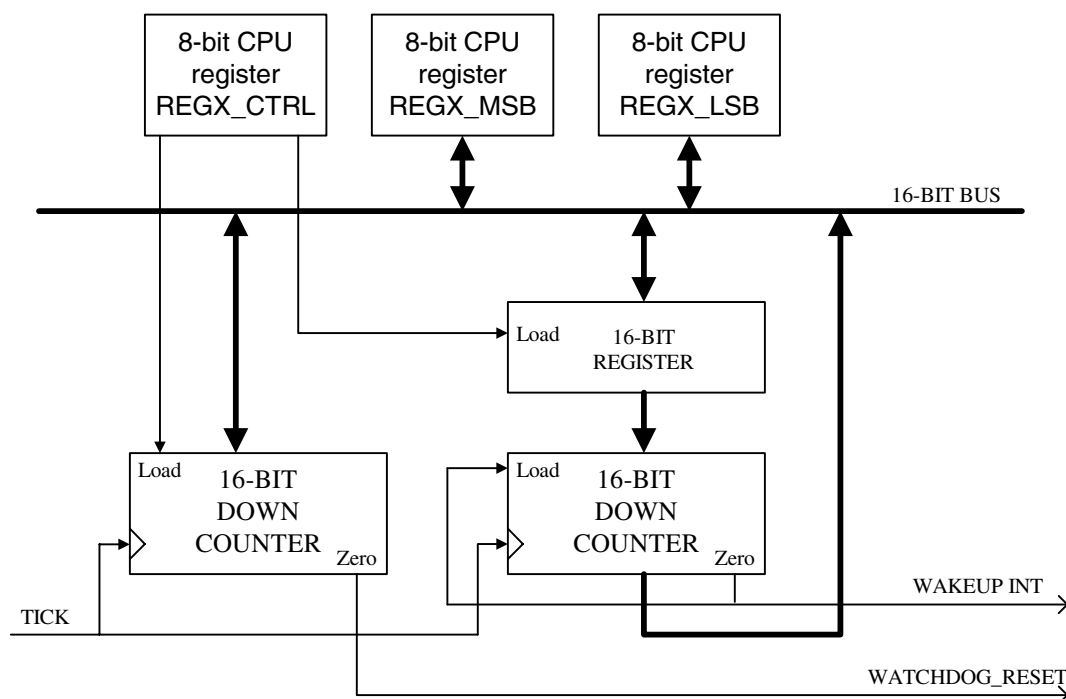 8-bit CPU
register
REGX_CTRL
8-bit CPU
register
REGX_MSB
8-bit CPU
register
REGX_LSB
16-BIT BUS
Load
16-BIT
REGISTER
Load
16-BIT
DOWN
COUNTER
Zero
Load
16-BIT
DOWN
COUNTER
Zero
WAKEUP INT
TICK
WATCHDOG_RESET